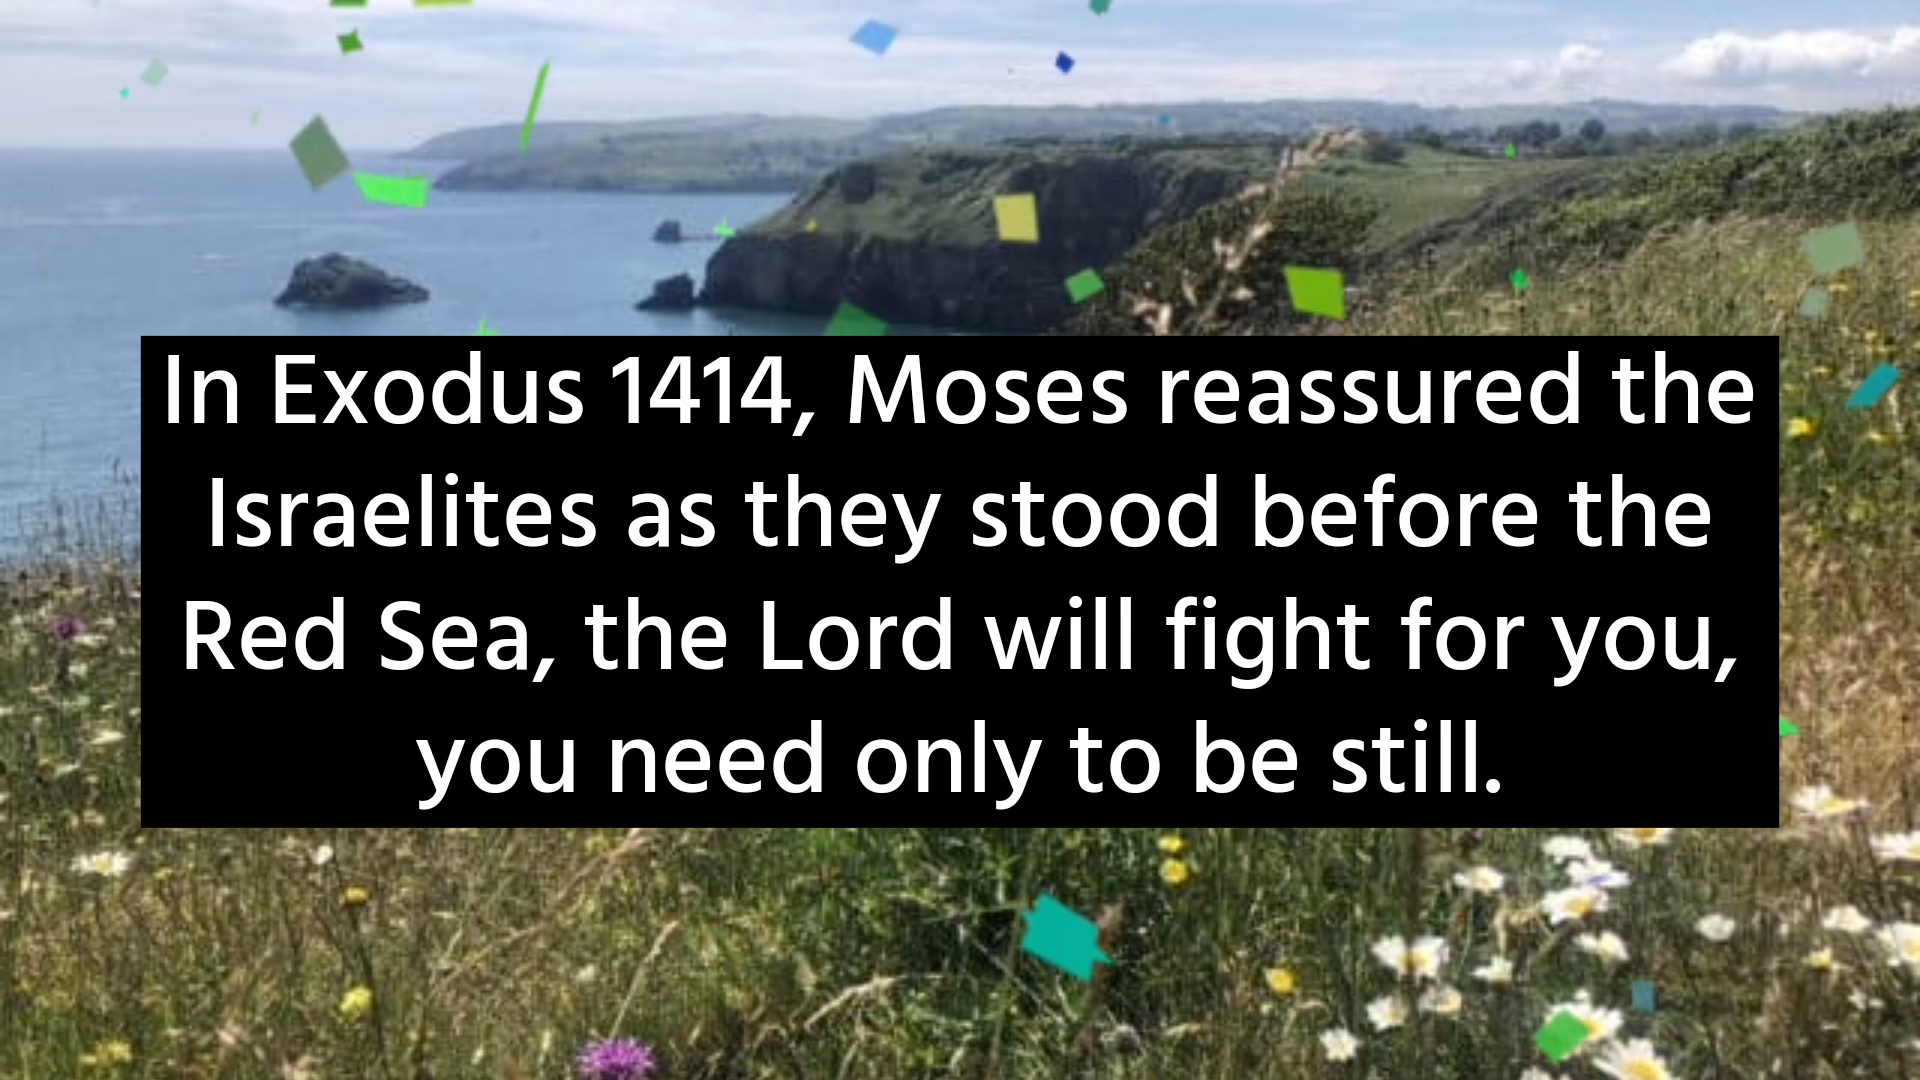 In Exodus 1414, Moses reassured the
Israelites as they stood before the
Red Sea, the Lord will fight for you,
you need only to be still.